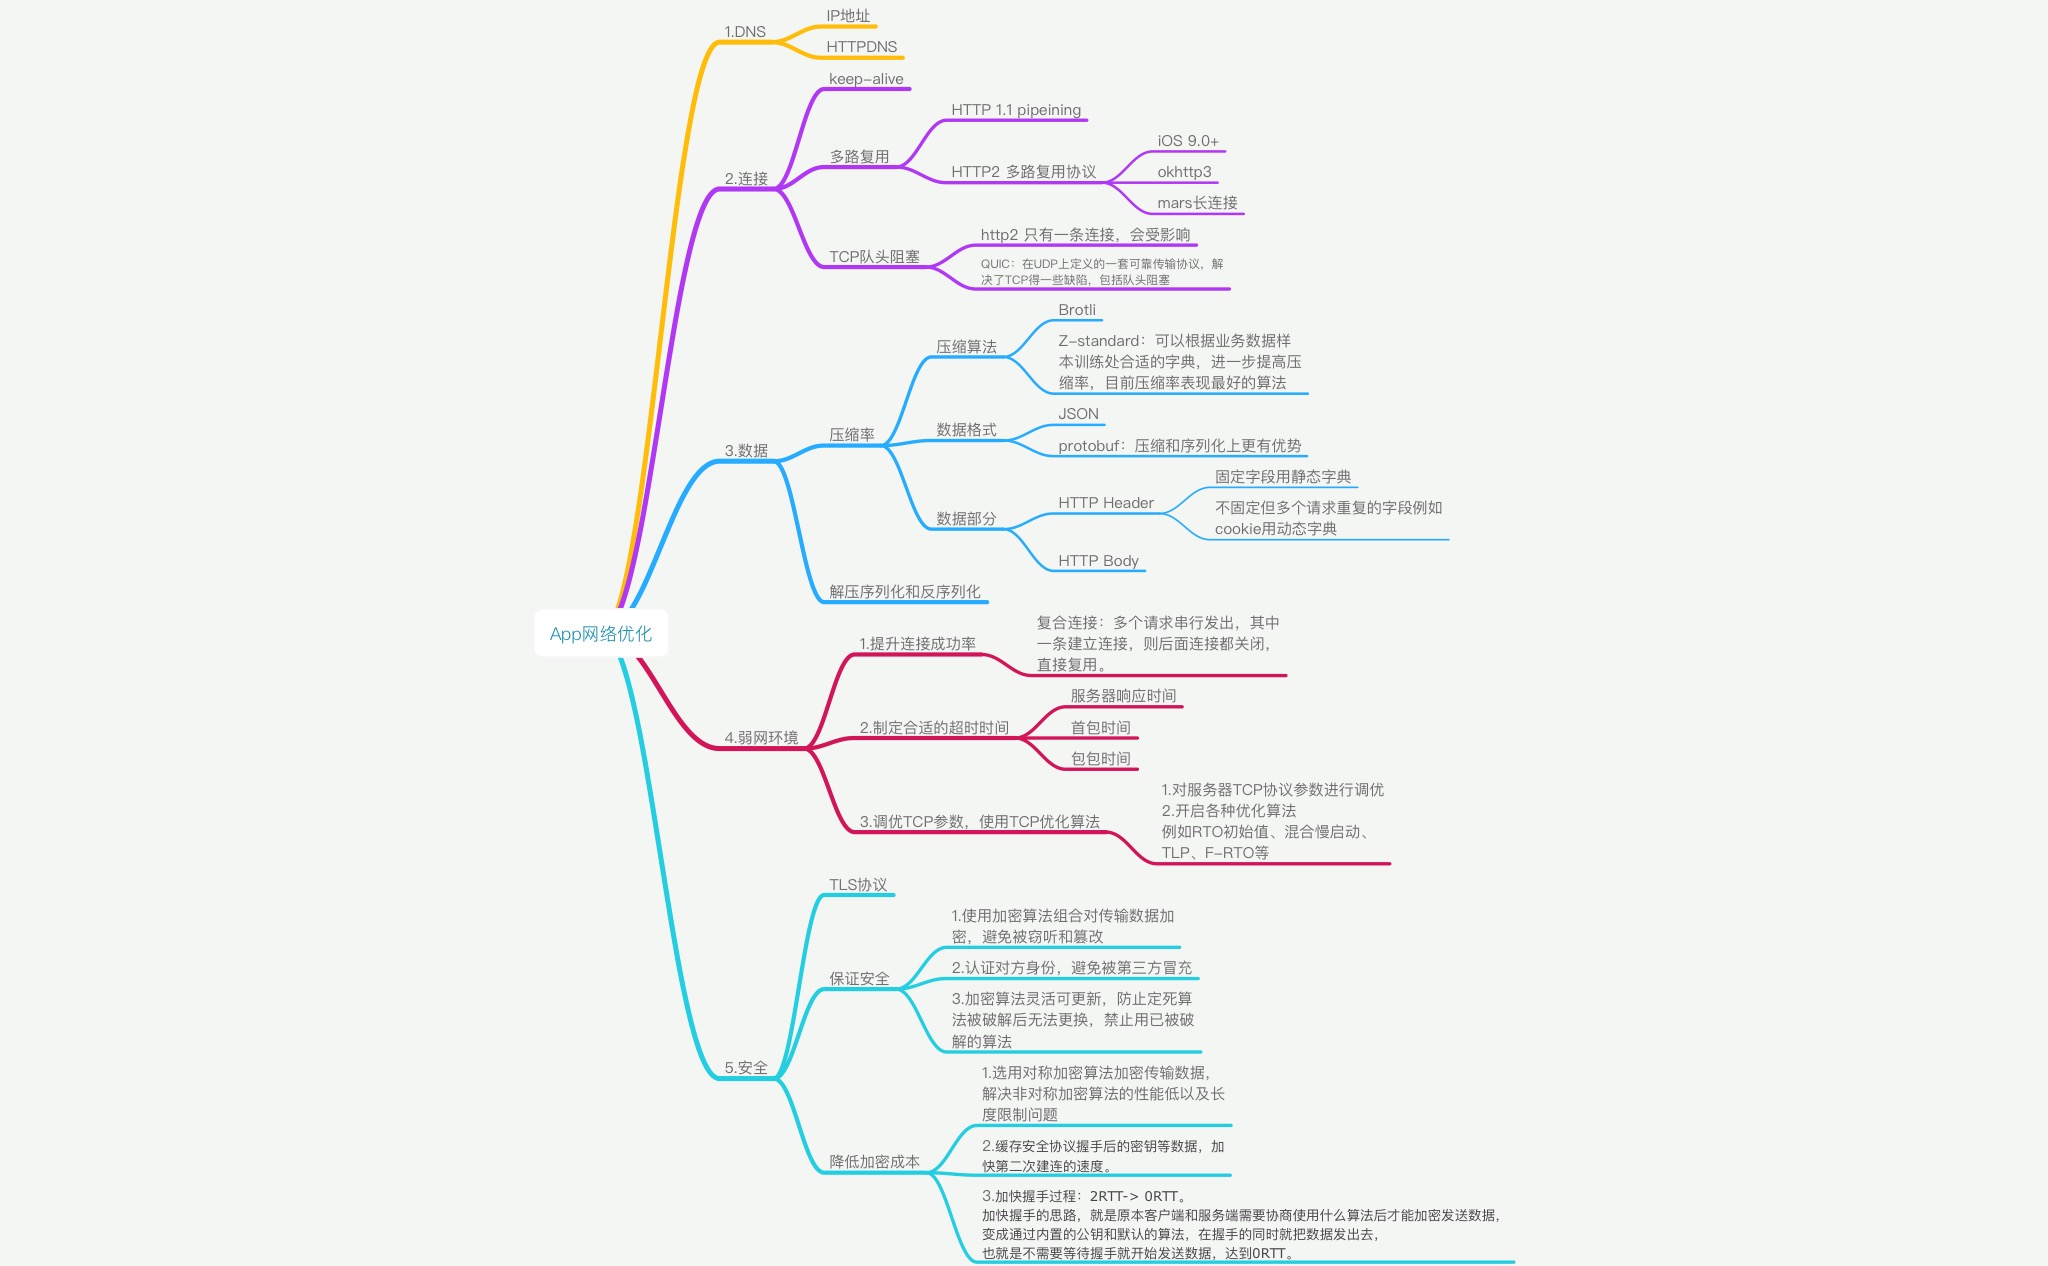 App网络优化
1.DNS
IP地址
HTTPDNS
2.连接
keep-alive
多路复用
HTTP 1.1 pipeining
HTTP2 多路复用协议
iOS 9.0+
okhttp3
mars长连接
TCP队头阻塞
http2 只有一条连接，会受影响
QUIC：在UDP上定义的一套可靠传输协议，解
决了TCP得一些缺陷，包括队头阻塞
3.数据
压缩率
压缩算法
Brotli
Z-standard：可以根据业务数据样
本训练处合适的字典，进一步提高压
缩率，目前压缩率表现最好的算法
数据格式
JSON
protobuf：压缩和序列化上更有优势
数据部分
HTTP Header
固定字段用静态字典
不固定但多个请求重复的字段例如
cookie用动态字典
HTTP Body
解压序列化和反序列化
4.弱网环境
1.提升连接成功率
复合连接：多个请求串行发出，其中
一条建立连接，则后面连接都关闭，
直接复用。
2.制定合适的超时时间
服务器响应时间
首包时间
包包时间
3.调优TCP参数，使用TCP优化算法
1.对服务器TCP协议参数进行调优
2.开启各种优化算法
例如RTO初始值、混合慢启动、
TLP、F-RTO等
5.安全
TLS协议
保证安全
1.使用加密算法组合对传输数据加
密，避免被窃听和篡改
2.认证对方身份，避免被第三方冒充
3.加密算法灵活可更新，防止定死算
法被破解后无法更换，禁止用已被破
解的算法
降低加密成本
1.选用对称加密算法加密传输数据，
解决非对称加密算法的性能低以及长
度限制问题
2.缓存安全协议握手后的密钥等数据，加
快第二次建连的速度。
3.加快握手过程：2RTT-> 0RTT。
加快握手的思路，就是原本客户端和服务端需要协商使用什么算法后才能加密发送数据，
变成通过内置的公钥和默认的算法，在握手的同时就把数据发出去，
也就是不需要等待握手就开始发送数据，达到0RTT。